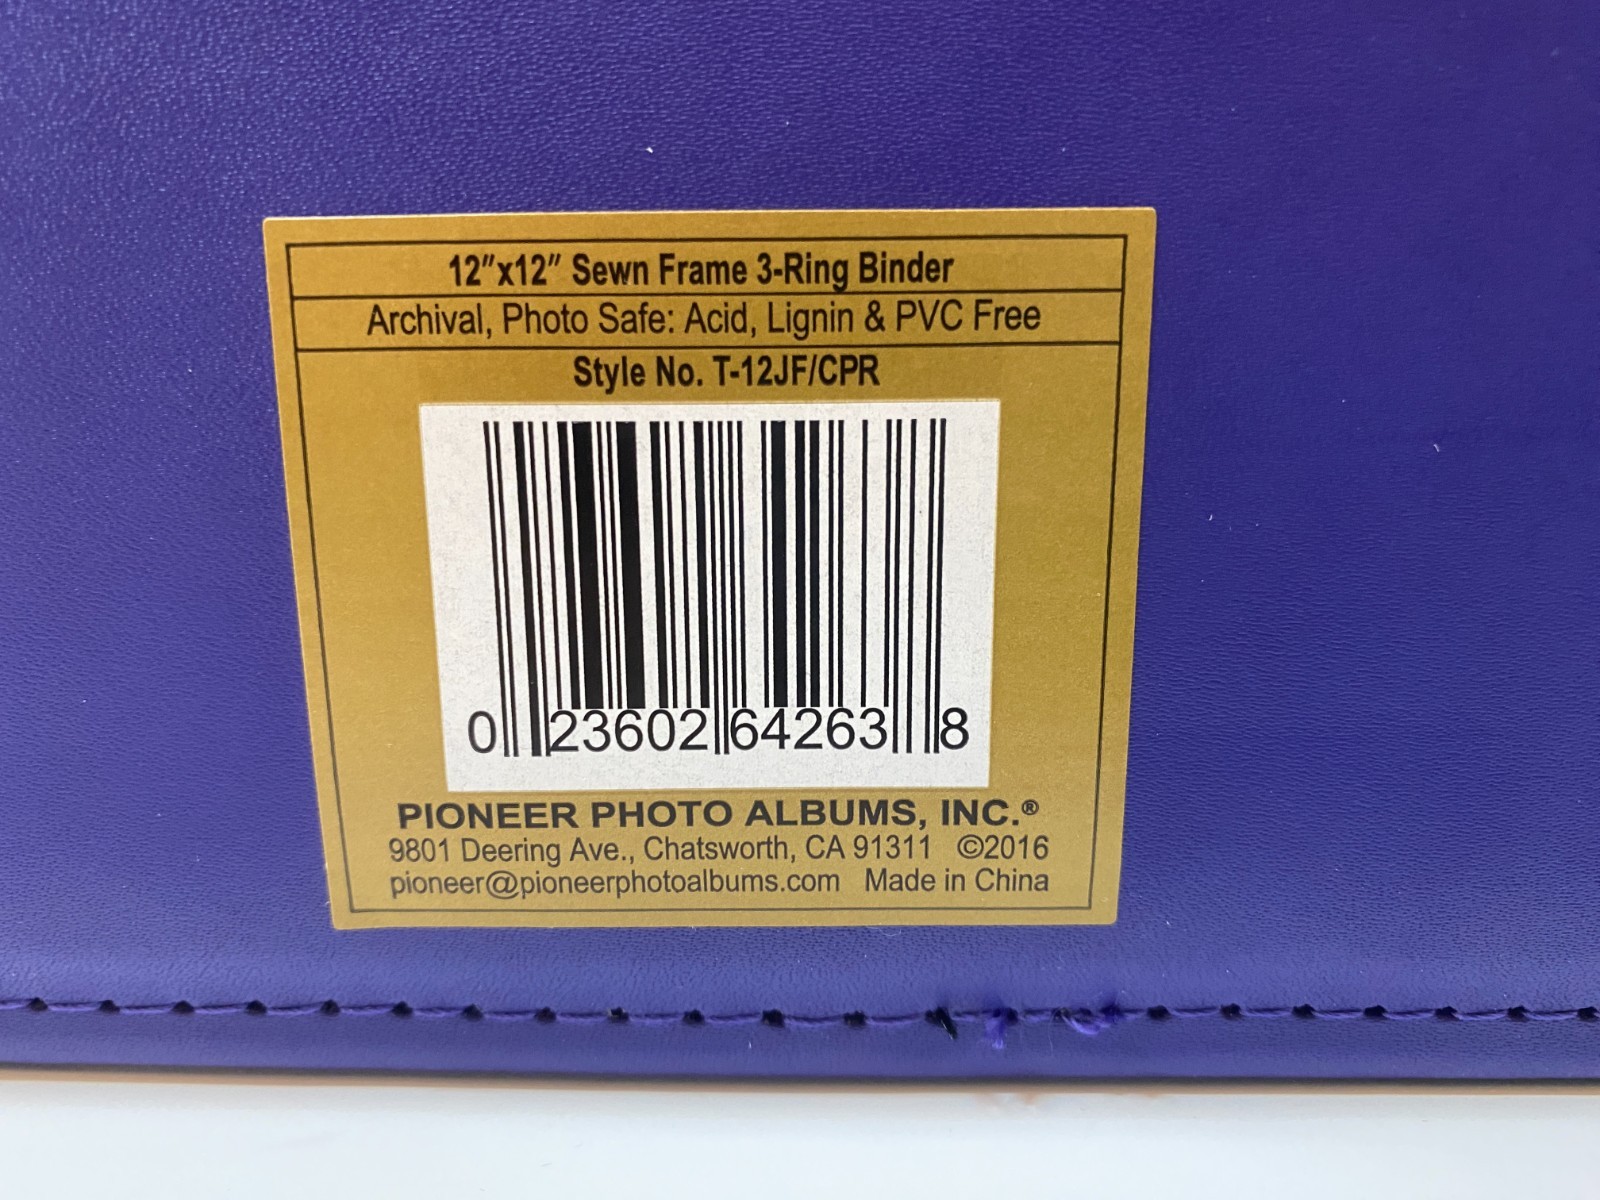 12"x12" Sewn Frame 3-Ring Binder
Archival, Photo Safe: Acid, Lignin & PVC Free
Style No. T-12JF/CPR
0 23602 64263 8
PIONEER PHOTO ALBUMS, INC.®
9801 Deering Ave., Chatsworth, CA 91311 ©2016
pioneer@pioneerphotoalbums.com Made in China